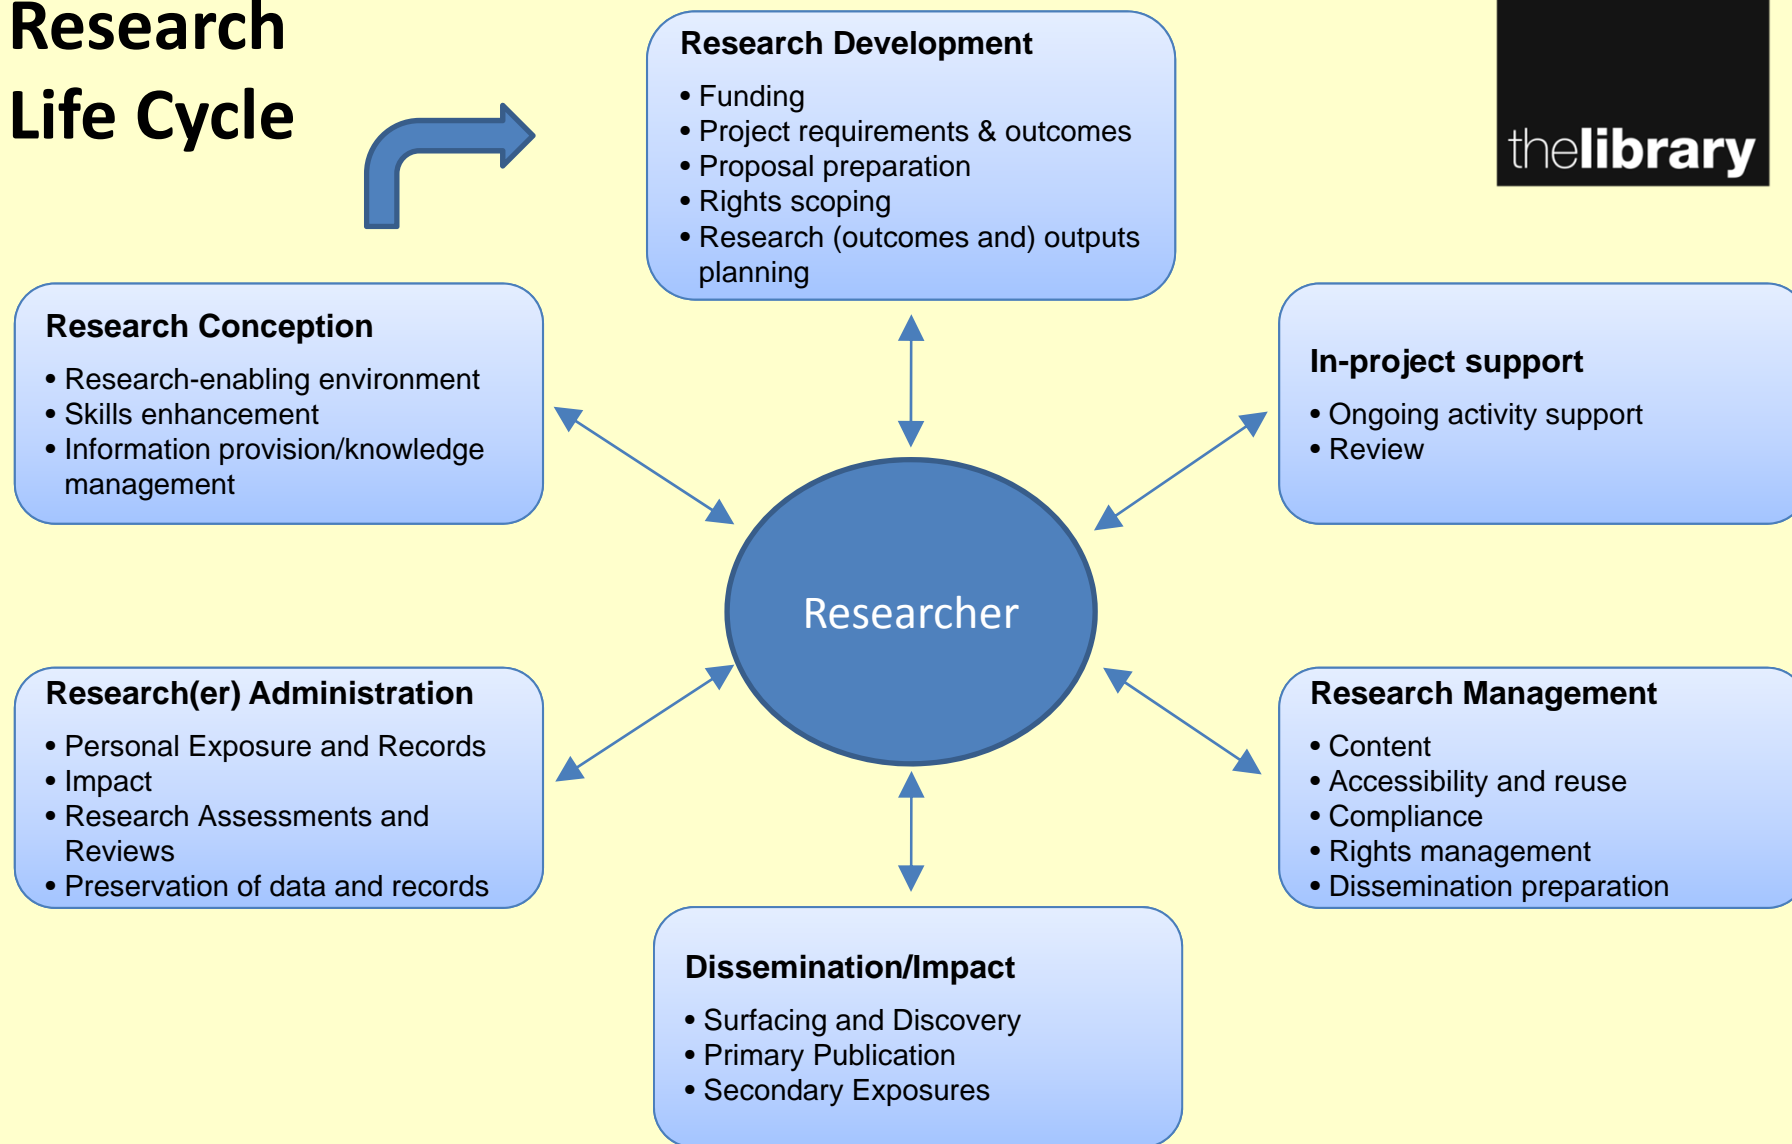 Research
Life Cycle
thelibrary
Research Development
• Funding
• Project requirements & outcomes
• Proposal preparation
• Rights scoping
• Research (outcomes and) outputs
planning
Research Conception
• Research-enabling environment
• Skills enhancement
• Information provision/knowledge
management
In-project support
• Ongoing activity support
• Review
Researcher
Research(er) Administration
• Personal Exposure and Records
• Impact
• Research Assessments and
Reviews
• Preservation of data and records
Research Management
• Content
• Accessibility and reuse
• Compliance
• Rights management
• Dissemination preparation
Dissemination/Impact
• Surfacing and Discovery
• Primary Publication
• Secondary Exposures